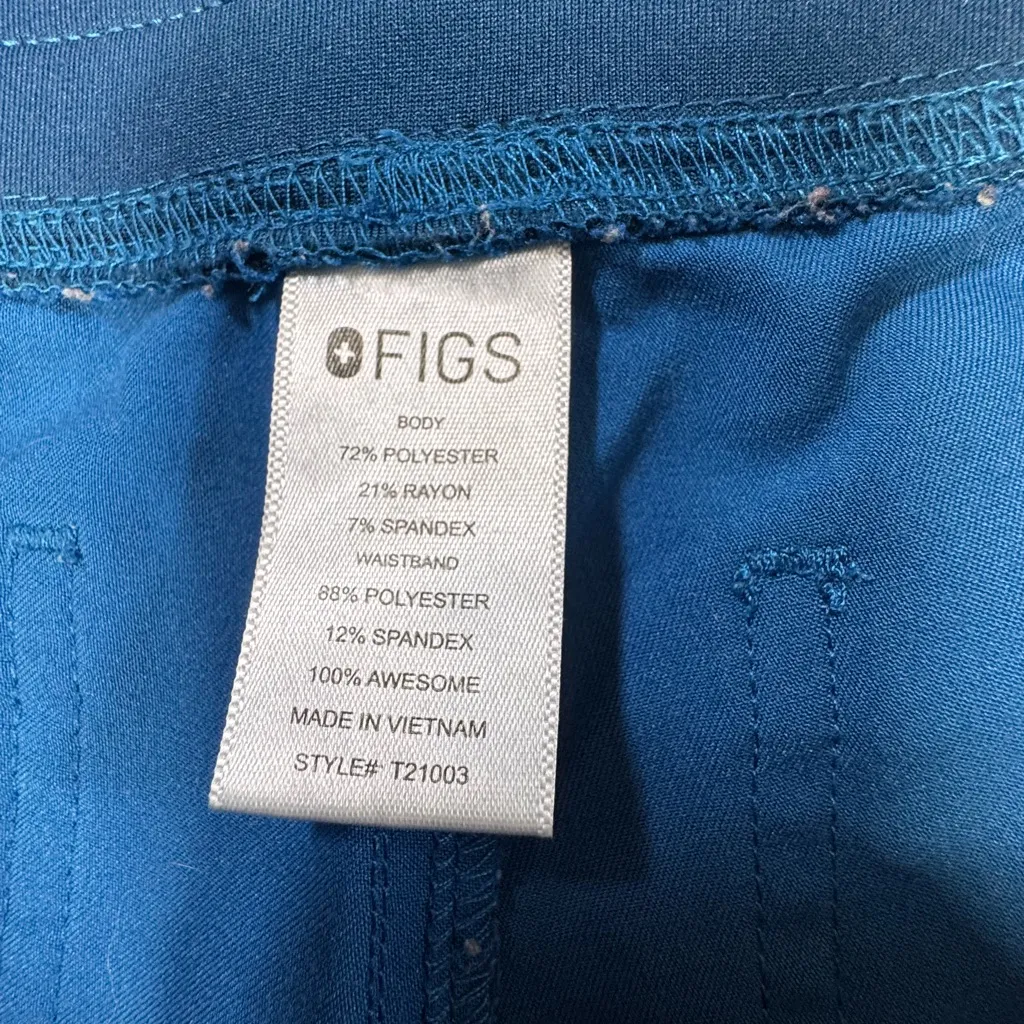 FIGS
BODY
72% POLYESTER
21% RAYON
7% SPANDEX
WAISTBAND
88% POLYESTER
12% SPANDEX
100% AWESOME
MADE IN VIETNAM
STYLE# T21003